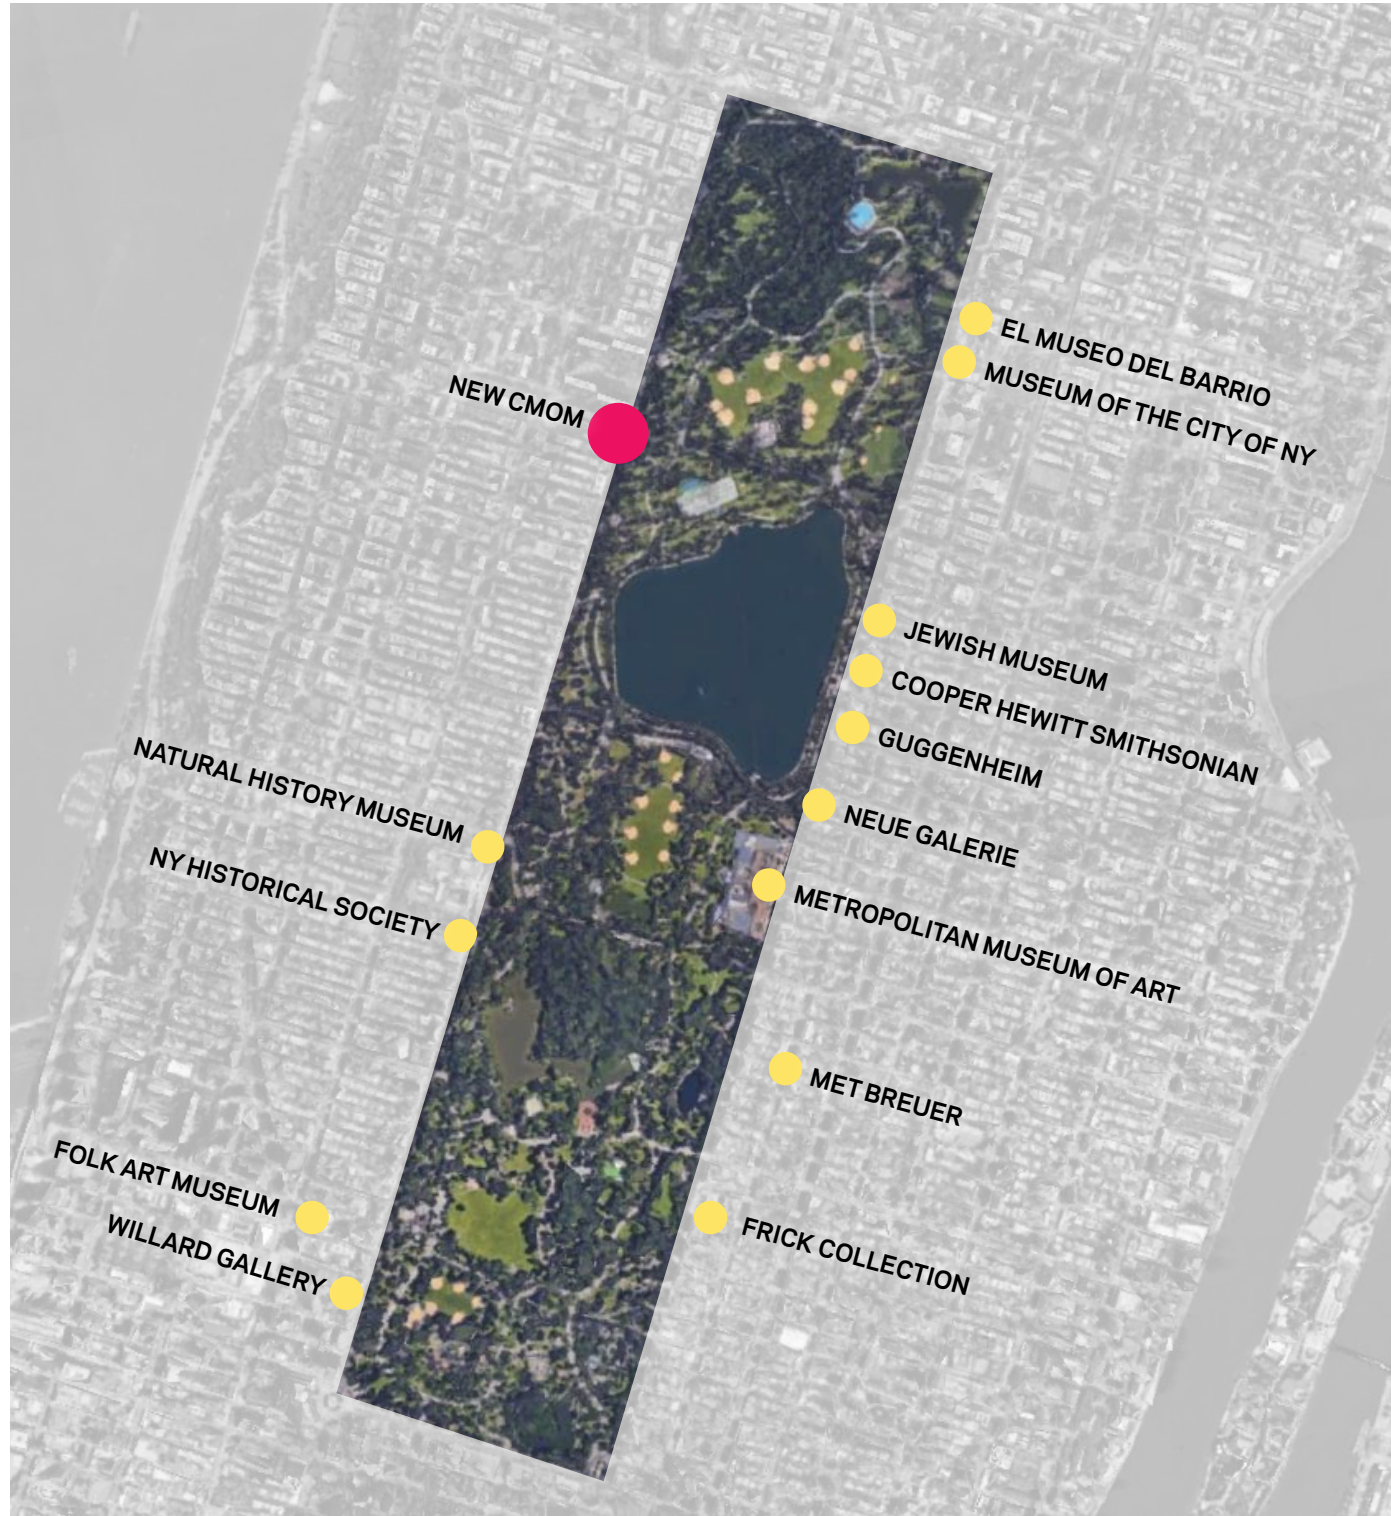 EL MUSEO DEL BARRIO
MUSEUM OF THE CITY OF NY
NEW CMOM
JEWISH MUSEUM
COOPER HEWITT SMITHSONIAN
GUGGENHEIM
NATURAL HISTORY MUSEUM
NEUE GALERIE
NY HISTORICAL SOCIETY
METROPOLITAN MUSEUM OF ART
MET BREUER
FOLK ART MUSEUM
WILLARD GALLERY
FRICK COLLECTION